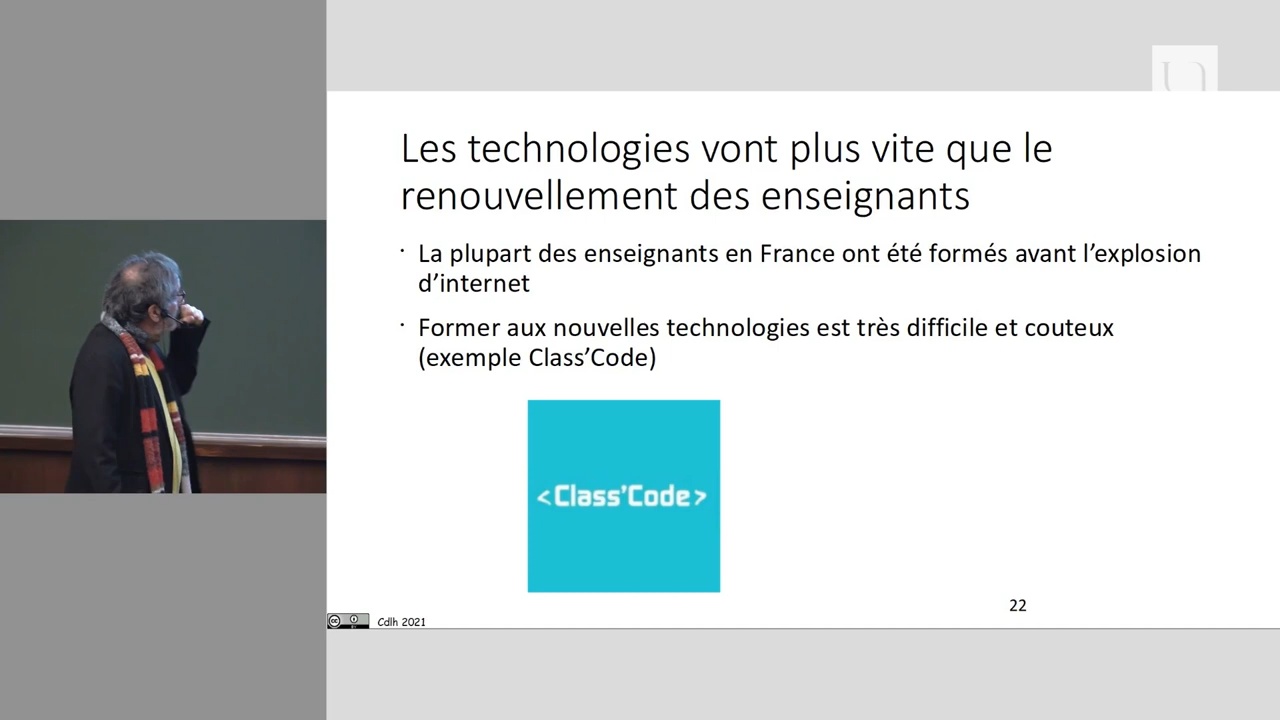 Les technologies vont plus vite que le
renouvellement des enseignants
· La plupart des enseignants en France ont été formés avant l’explosion
d’internet
· Former aux nouvelles technologies est très difficile et couteux
(exemple Class’Code)
<Class’Code>
22
Cdlh 2021